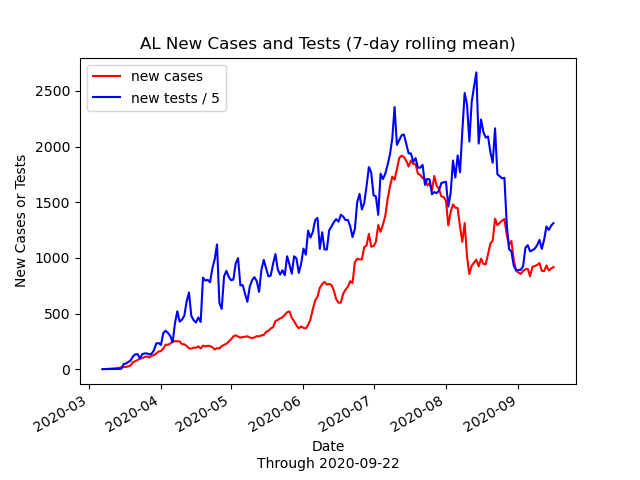 AL New Cases and Tests (7-day rolling mean)
new cases
new tests / 5
New Cases or Tests
2500
2000
1500
1000
500
0
2020-03
2020-04
2020-05
2020-06
2020-07
2020-08
2020-09
Date
Through 2020-09-22